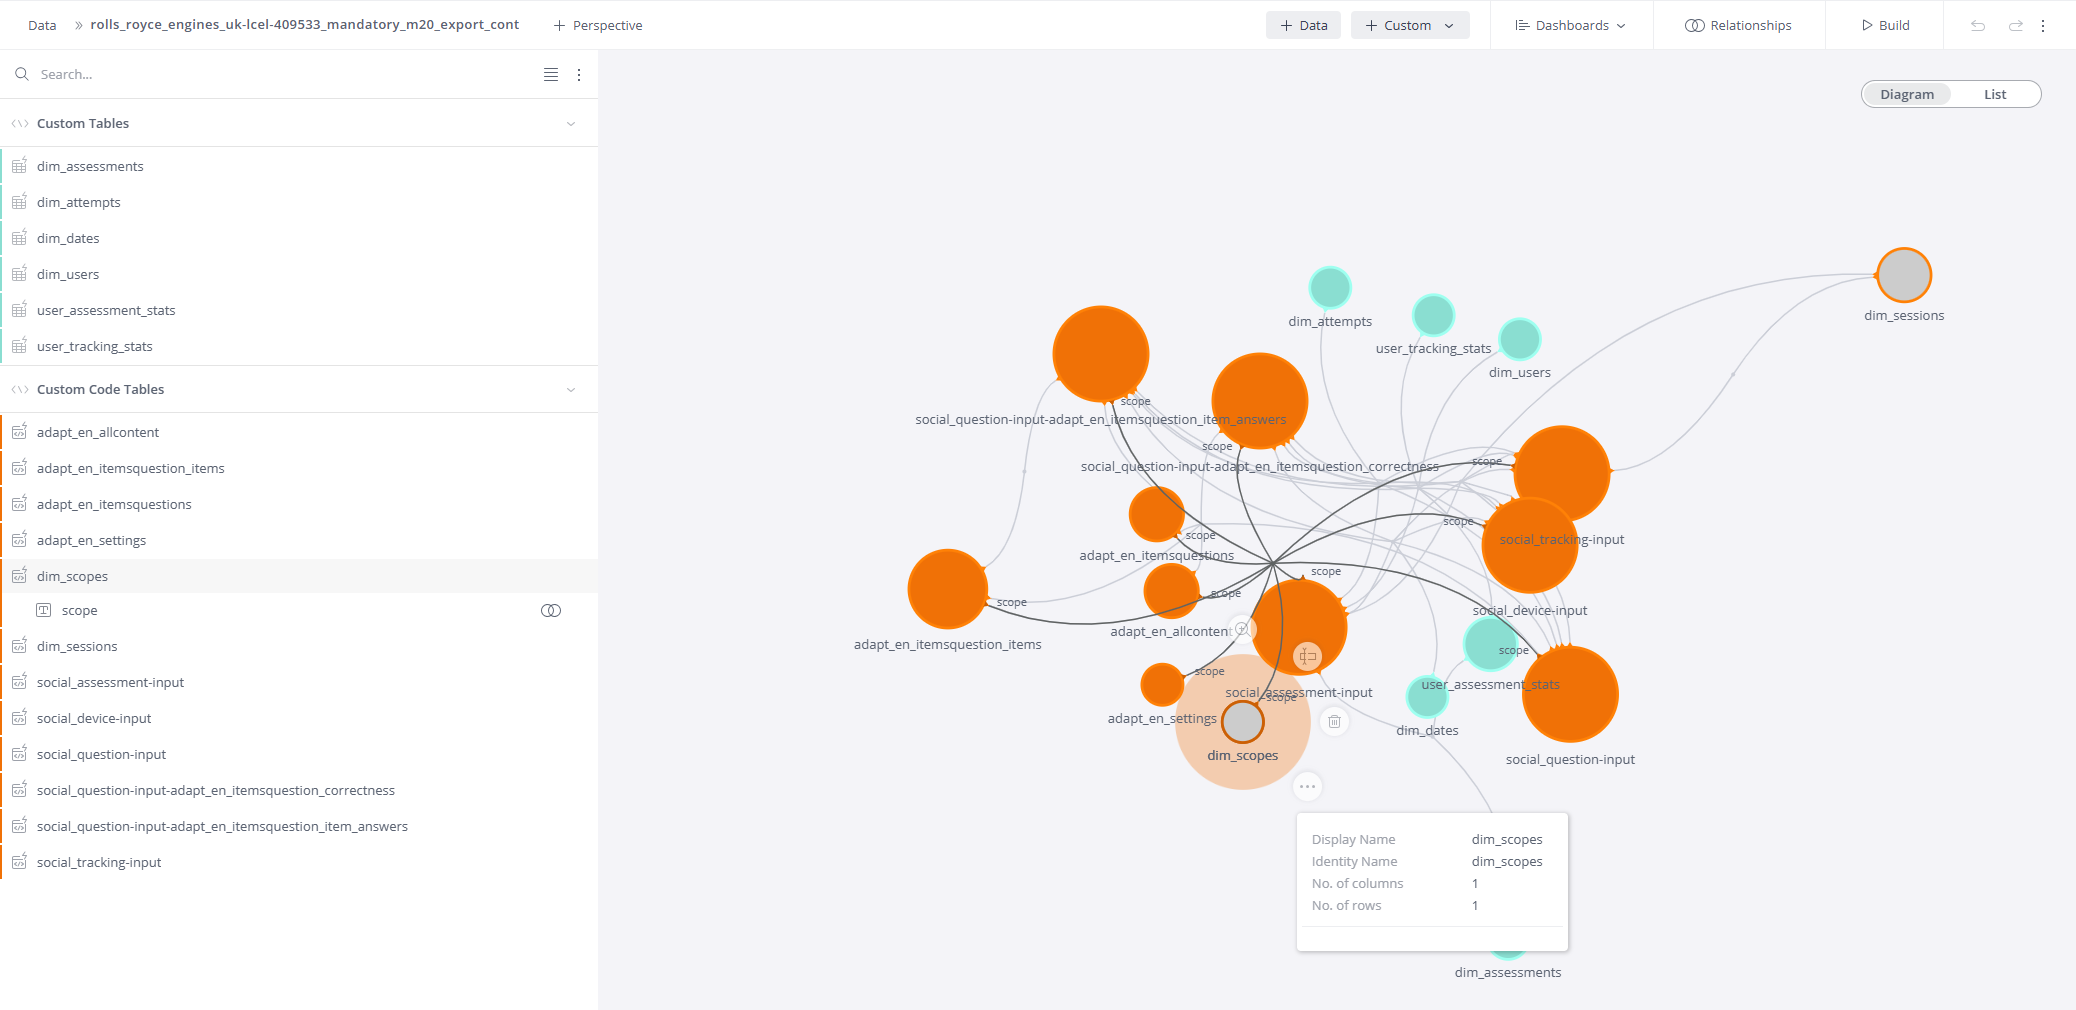 Data » rolls_royce_engines_uk-lcel-409533_mandatory_m20_export_cont + Perspective + Data + Custom Dashboards Relationships Build
Search...
Diagram List
Custom Tables
dim_assessments
dim_attempts
dim_dates
dim_users
user_assessment_stats
user_tracking_stats
Custom Code Tables
adapt_en_allcontent
adapt_en_itemsquestion_items
adapt_en_itemsquestions
adapt_en_settings
dim_scopes
scope
dim_sessions
social_assessment-input
social_device-input
social_question-input
social_question-input-adapt_en_itemsquestion_correctness
social_question-input-adapt_en_itemsquestion_item_answers
social_tracking-input
dim_sessions
dim_attempts
user_tracking_stats
dim_users
scope
social_question-input-adapt_en_itemsquestion_item_answers
scope
social_question-input-adapt_en_itemsquestion_correctness
scope
scope
scope
social_tracking-input
adapt_en_itemsquestions
scope
scope
scope
social_device-input
adapt_en_allcontent
adapt_en_itemsquestion_items
scope
scope
user_assessment_stats
social_assessment-input
scope
adapt_en_settings
dim_dates
dim_scopes
social_question-input
Display Name dim_scopes
Identity Name dim_scopes
No. of columns 1
No. of rows 1
dim_assessments